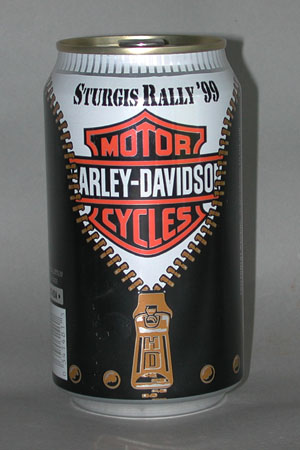 STURGIS RALLY '99
MOTOR
ARLEY-DAVIDSO
CYCLES
HD